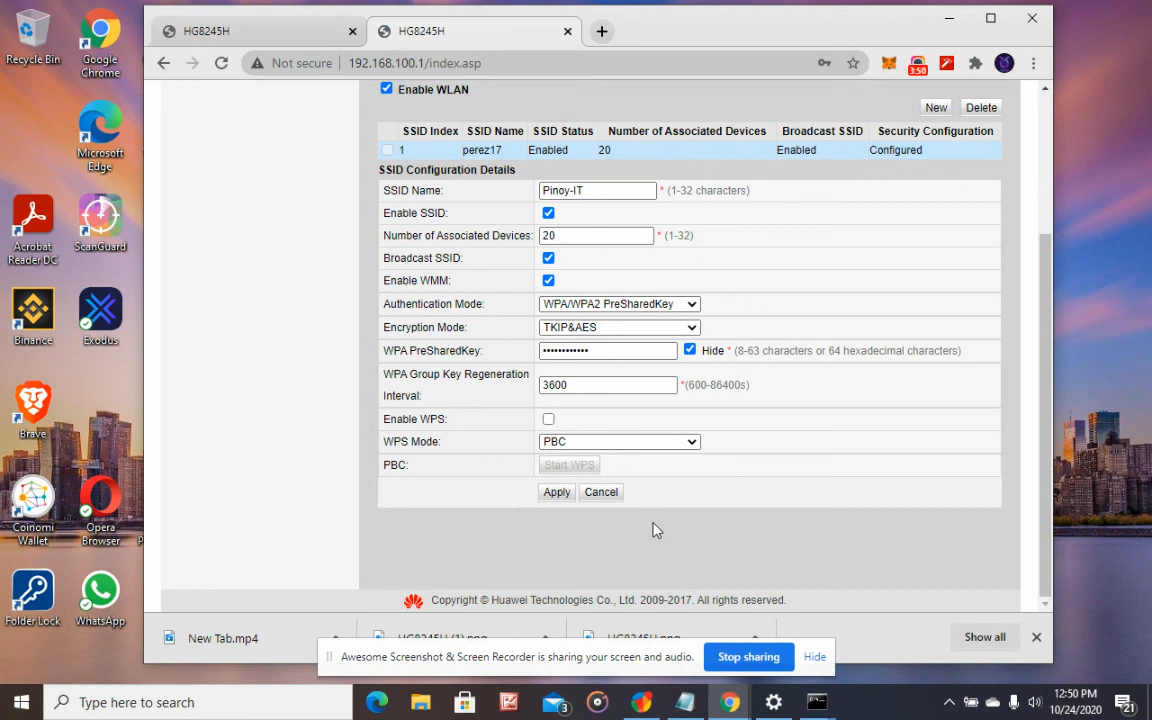 Recycle Bin
Google Chrome
Microsoft Edge
Acrobat Reader DC
ScanGuard
Binance
Exodus
Brave
Coinomi Wallet
Opera Browser
Folder Lock
WhatsApp
HG8245H
HG8245H
Not secure 192.168.100.1/index.asp
3:50
Enable WLAN
New Delete
SSID Index SSID Name SSID Status Number of Associated Devices Broadcast SSID Security Configuration
1 perez17 Enabled 20 Enabled Configured
SSID Configuration Details
SSID Name: Pinoy-IT * (1-32 characters)
Enable SSID:
Number of Associated Devices: 20 * (1-32)
Broadcast SSID:
Enable WMM:
Authentication Mode: WPA/WPA2 PreSharedKey
Encryption Mode: TKIP&AES
WPA PreSharedKey: •••••••••••• Hide * (8-63 characters or 64 hexadecimal characters)
WPA Group Key Regeneration
Interval: 3600 *(600-86400s)
Enable WPS:
WPS Mode: PBC
PBC: Start WPS
Apply Cancel
Copyright © Huawei Technologies Co., Ltd. 2009-2017. All rights reserved.
New Tab.mp4 HG8245H (1).png HG8245H.png Show all
Awesome Screenshot & Screen Recorder is sharing your screen and audio. Stop sharing Hide
Type here to search
3
12:50 PM
10/24/2020
21